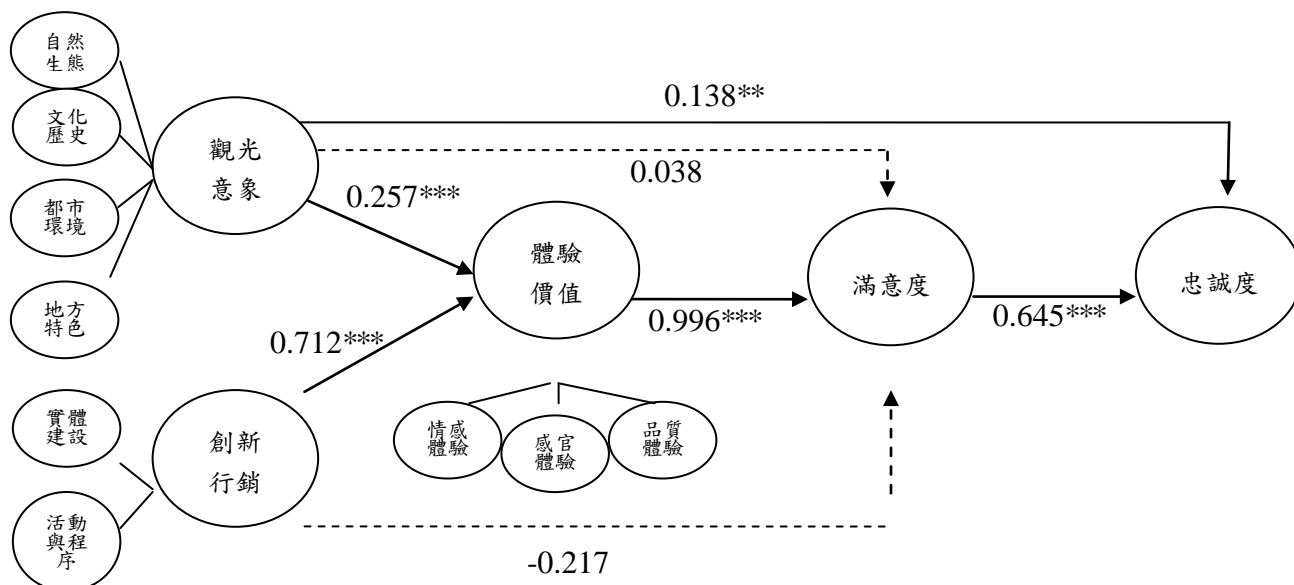 自然
生態
文化
歷史
都市
環境
地方
特色
觀光
意象
0.138**
0.038
0.257***
體驗
價值
滿意度
忠誠度
0.996***
0.645***
0.712***
實體
建設
活動
與程
序
創新
行銷
情感
體驗
感官
體驗
品質
體驗
-0.217